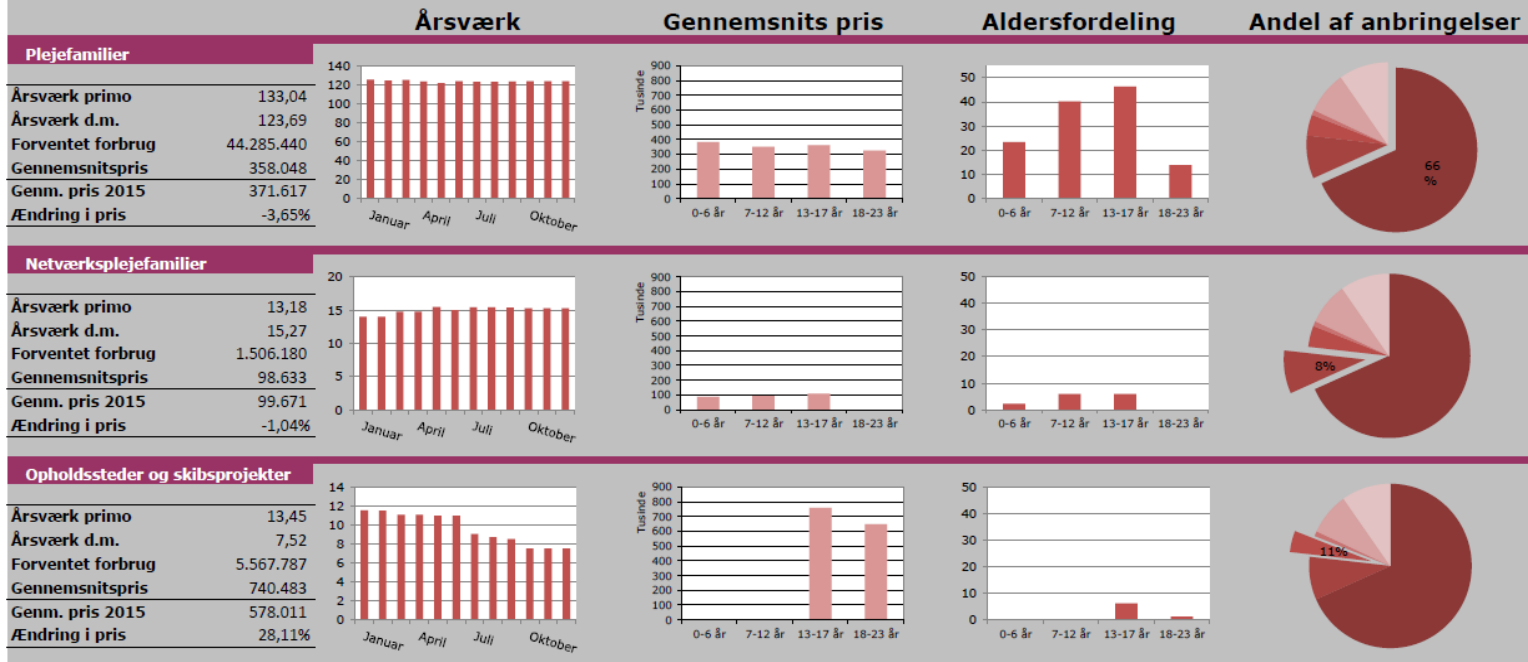 Årsværk Gennemsnits pris Aldersfordeling Andel af anbringelser
Plejefamilier
Årsværk primo 133,04
Årsværk d.m. 123,69
Forventet forbrug 44.285.440
Gennemsnitspris 358.048
Genm. pris 2015 371.617
Ændring i pris -3,65%
140
120
100
80
60
40
20
0
Januar April Juli Oktober
Tusinde
900
800
700
600
500
400
300
200
100
0
0-6 år 7-12 år 13-17 år 18-23 år
50
40
30
20
10
0
0-6 år 7-12 år 13-17 år 18-23 år
66
%
Netværksplejefamilier
Årsværk primo 13,18
Årsværk d.m. 15,27
Forventet forbrug 1.506.180
Gennemsnitspris 98.633
Genm. pris 2015 99.671
Ændring i pris -1,04%
20
15
10
5
0
Januar April Juli Oktober
Tusinde
900
800
700
600
500
400
300
200
100
0
0-6 år 7-12 år 13-17 år 18-23 år
50
40
30
20
10
0
0-6 år 7-12 år 13-17 år 18-23 år
8%
Opholdssteder og skibsprojekter
Årsværk primo 13,45
Årsværk d.m. 7,52
Forventet forbrug 5.567.787
Gennemsnitspris 740.483
Genm. pris 2015 578.011
Ændring i pris 28,11%
14
12
10
8
6
4
2
0
Januar April Juli Oktober
Tusinde
900
800
700
600
500
400
300
200
100
0
0-6 år 7-12 år 13-17 år 18-23 år
50
40
30
20
10
0
0-6 år 7-12 år 13-17 år 18-23 år
11%